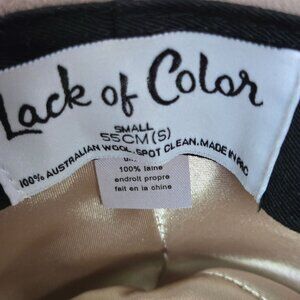 Lack of Color
SMALL
55CM(S)
100% AUSTRALIAN WOOL. SPOT CLEAN. MADE IN PRC
100% laine
endroit propre
fait en la chine